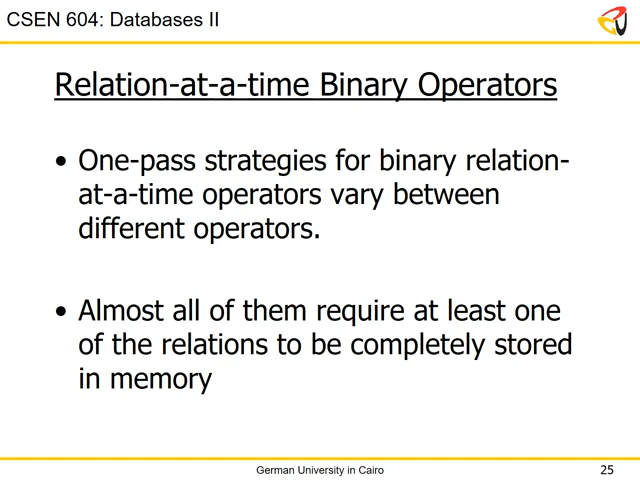 CSEN 604: Databases II
Relation-at-a-time Binary Operators
• One-pass strategies for binary relation-
at-a-time operators vary between
different operators.
• Almost all of them require at least one
of the relations to be completely stored
in memory
German University in Cairo
25